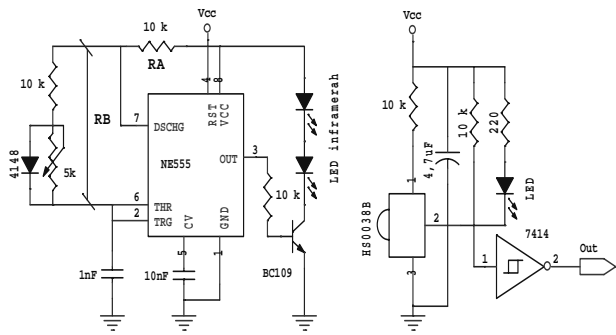 Vcc
10 k
RA
10 k
RB
4148
5k
4
8
RST
VCC
7
DSCHG
NE555
OUT
3
6
THR
2
TRG
CV
GND
5
1
1nF
10nF
10 k
BC109
LED inframerah
Vcc
10 k
4,7uF
10 k
220
LED
1
HS0038B
2
3
7414
1
2
Out